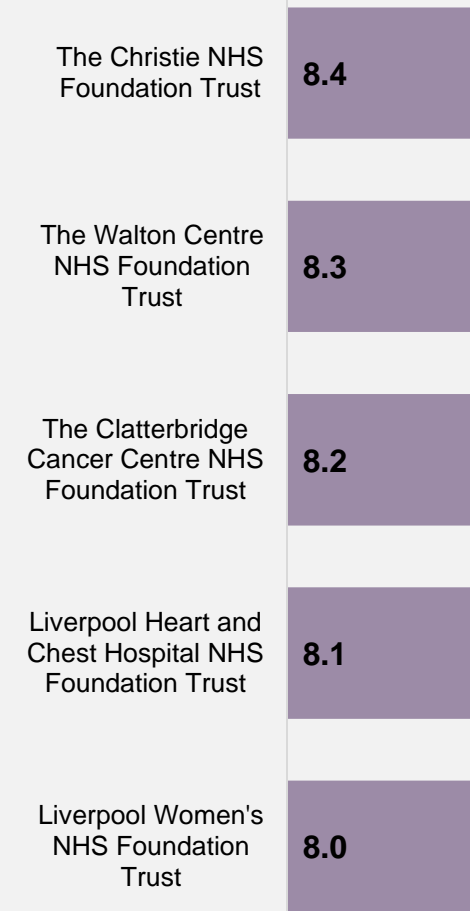 The Christie NHS
Foundation Trust
8.4
The Walton Centre
NHS Foundation
Trust
8.3
The Clatterbridge
Cancer Centre NHS
Foundation Trust
8.2
Liverpool Heart and
Chest Hospital NHS
Foundation Trust
8.1
Liverpool Women's
NHS Foundation
Trust
8.0